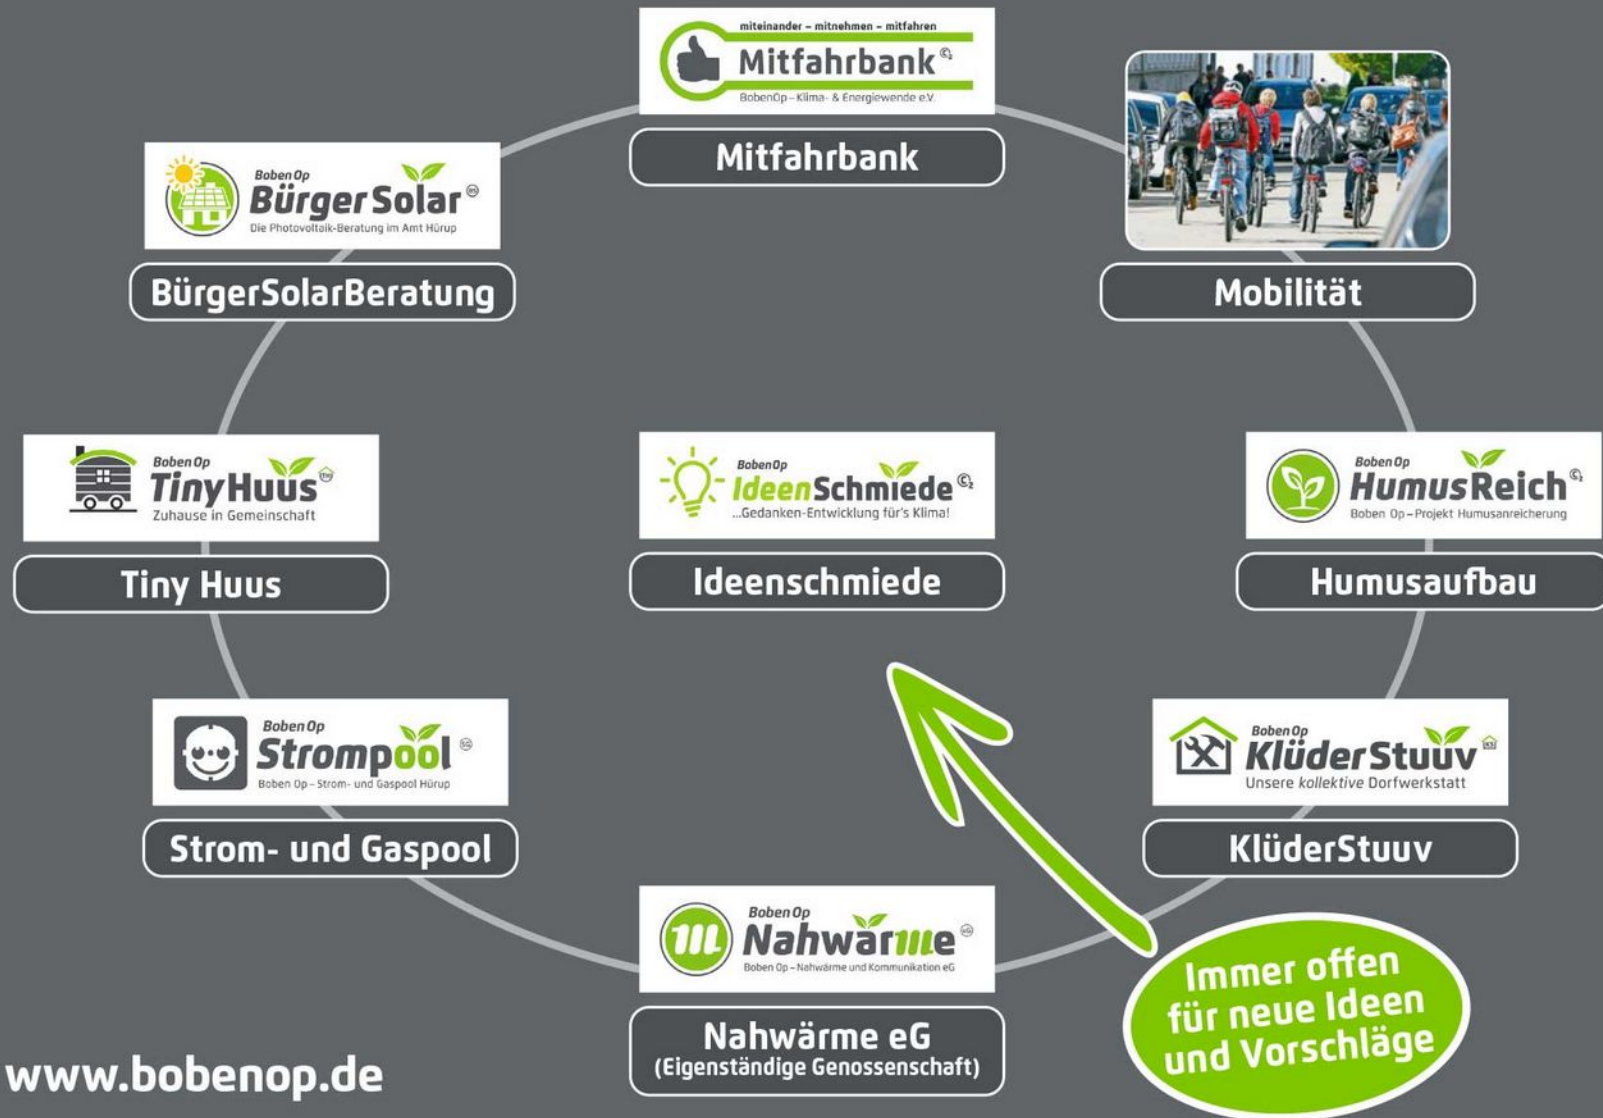 miteinander – mitnehmen – mitfahren
Mitfahrbank
BobenOp – Klima- & Energiewende e.V.
Mitfahrbank
Boben Op
BürgerSolar
Die Photovoltaik-Beratung im Amt Hürup
BürgerSolarBeratung
Mobilität
Boben Op
TinyHuus
Zuhause in Gemeinschaft
Tiny Huus
BobenOp
IdeenSchmiede
...Gedanken-Entwicklung für's Klima!
Ideenschmiede
Boben Op
HumusReich
Boben Op – Projekt Humusanreicherung
Humusaufbau
Boben Op
Strompool
Boben Op – Strom- und Gaspool Hürup
Strom- und Gaspool
Boben Op
KlüderStuuv
Unsere kollektive Dorfwerkstatt
KlüderStuuv
Boben Op
Nahwärme
Boben Op – Nahwärme und Kommunikation eG
Nahwärme eG
(Eigenständige Genossenschaft)
Immer offen
für neue Ideen
und Vorschläge
www.bobenop.de